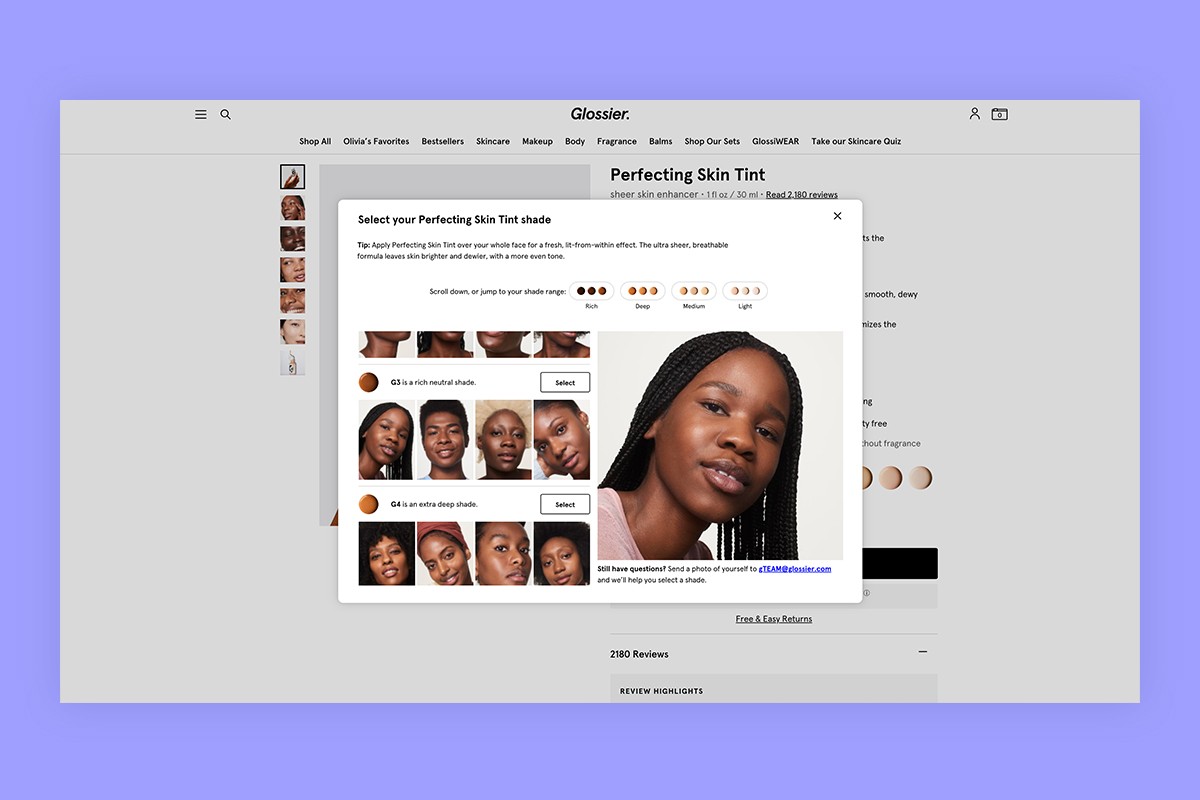 Glossier.
0
Shop All Olivia's Favorites Bestsellers Skincare Makeup Body Fragrance Balms Shop Our Sets GlossiWEAR Take our Skincare Quiz
Perfecting Skin Tint
sheer skin enhancer • 1 fl oz / 30 ml • Read 2,180 reviews
Select your Perfecting Skin Tint shade
Tip: Apply Perfecting Skin Tint over your whole face for a fresh, lit-from-within effect. The ultra sheer, breathable
formula leaves skin brighter and dewier, with a more even tone.
Scroll down, or jump to your shade range:
Rich Deep Medium Light
G3 is a rich neutral shade.
Select
G4 is an extra deep shade.
Select
Still have questions? Send a photo of yourself to gTEAM@glossier.com
and we'll help you select a shade.
ts the
smooth, dewy
mizes the
ng
ty free
thout fragrance
Free & Easy Returns
2180 Reviews
REVIEW HIGHLIGHTS